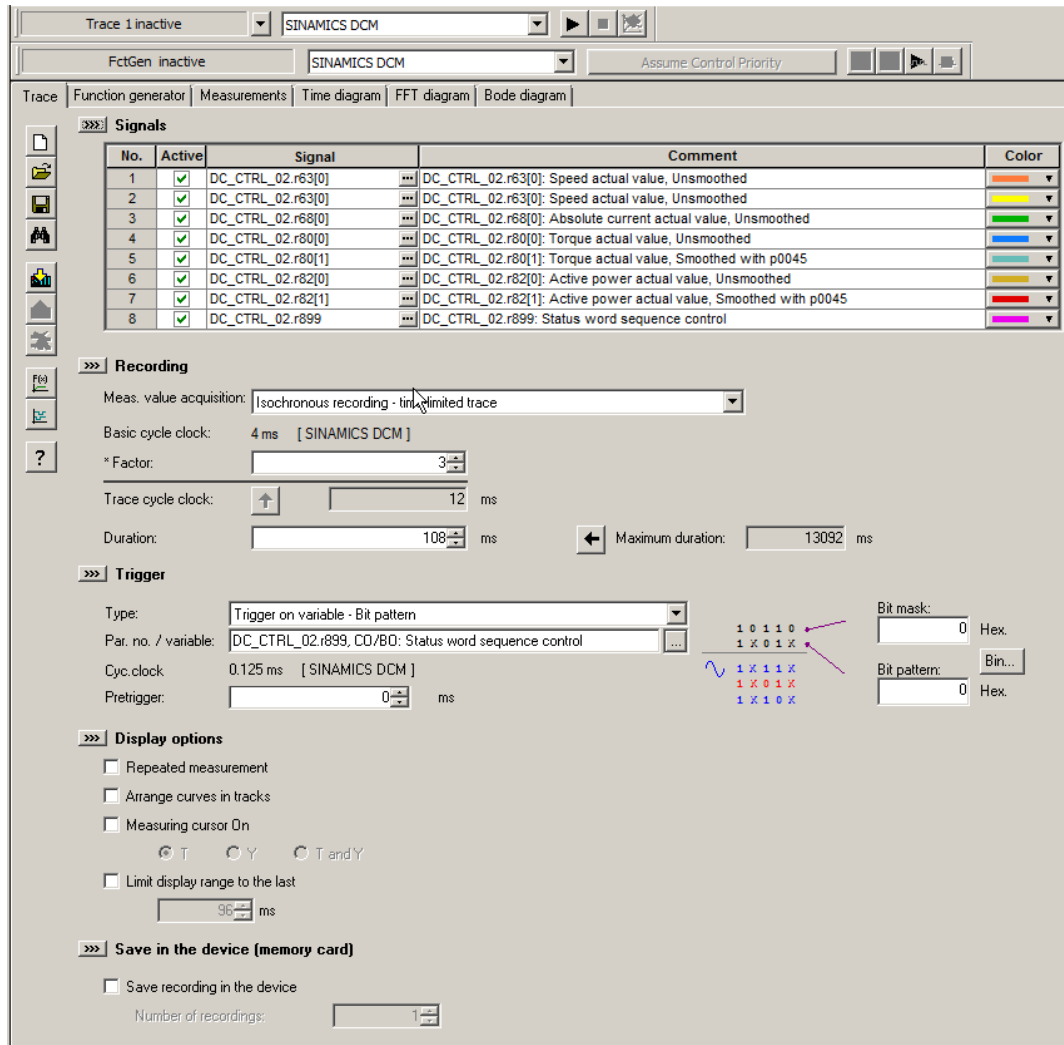 Trace 1 inactive SINAMICS DCM
FctGen inactive SINAMICS DCM Assume Control Priority
Trace Function generator Measurements Time diagram FFT diagram Bode diagram
Signals
No. Active Signal Comment Color
1 DC_CTRL_02.r63[0] ... DC_CTRL_02.r63[0]: Speed actual value, Unsmoothed
2 DC_CTRL_02.r63[0] ... DC_CTRL_02.r63[0]: Speed actual value, Unsmoothed
3 DC_CTRL_02.r68[0] ... DC_CTRL_02.r68[0]: Absolute current actual value, Unsmoothed
4 DC_CTRL_02.r80[0] ... DC_CTRL_02.r80[0]: Torque actual value, Unsmoothed
5 DC_CTRL_02.r80[1] ... DC_CTRL_02.r80[1]: Torque actual value, Smoothed with p0045
6 DC_CTRL_02.r82[0] ... DC_CTRL_02.r82[0]: Active power actual value, Unsmoothed
7 DC_CTRL_02.r82[1] ... DC_CTRL_02.r82[1]: Active power actual value, Smoothed with p0045
8 DC_CTRL_02.r899 ... DC_CTRL_02.r899: Status word sequence control
Recording
Meas. value acquisition: Isochronous recording - time-limited trace
Basic cycle clock: 4 ms [ SINAMICS DCM ]
* Factor: 3
Trace cycle clock: 12 ms
Duration: 108 ms Maximum duration: 13092 ms
Trigger
Type: Trigger on variable - Bit pattern
Par. no. / variable: DC_CTRL_02.r899, CO/BO: Status word sequence control ...
Cyc.clock 0.125 ms [ SINAMICS DCM ]
Pretrigger: 0 ms
1 0 1 1 0
1 X 0 1 X
1 X 1 1 X
1 X 0 1 X
1 X 1 0 X
Bit mask:
0 Hex.
Bin...
Bit pattern:
0 Hex.
Display options
Repeated measurement
Arrange curves in tracks
Measuring cursor On
T Y T and Y
Limit display range to the last
96 ms
Save in the device (memory card)
Save recording in the device
Number of recordings: 1
F(x)
?